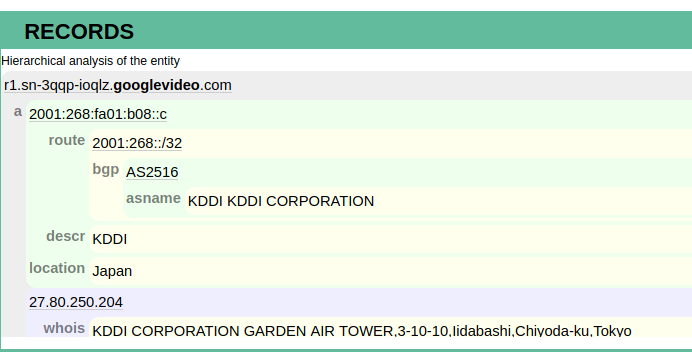 RECORDS
Hierarchical analysis of the entity
r1.sn-3qqp-ioqlz.googlevideo.com
a 2001:268:fa01:b08::c
route 2001:268::/32
bgp AS2516
asname KDDI KDDI CORPORATION
descr KDDI
location Japan
27.80.250.204
whois KDDI CORPORATION GARDEN AIR TOWER,3-10-10,Iidabashi,Chiyoda-ku,Tokyo